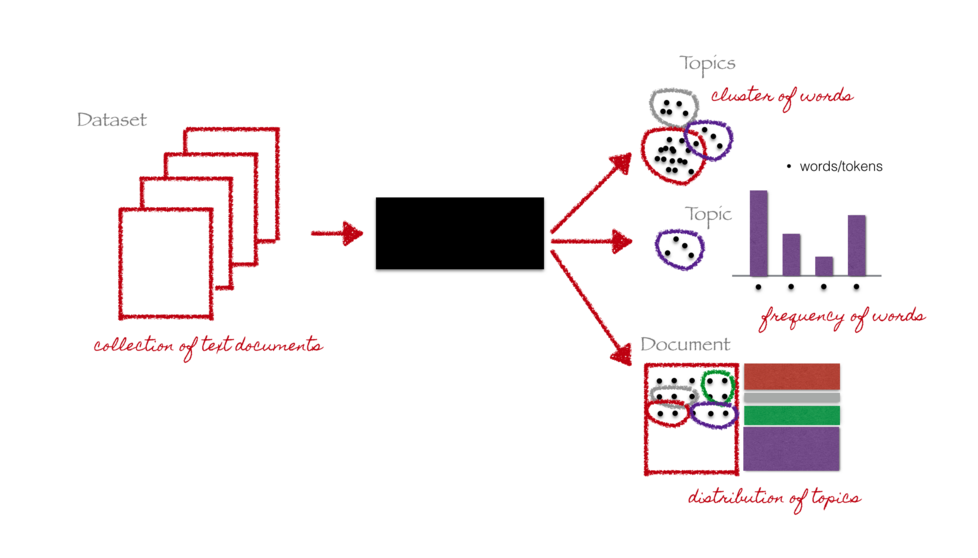 Topics
cluster of words
Dataset
• words/tokens
Topic
frequency of words
collection of text documents
Document
distribution of topics